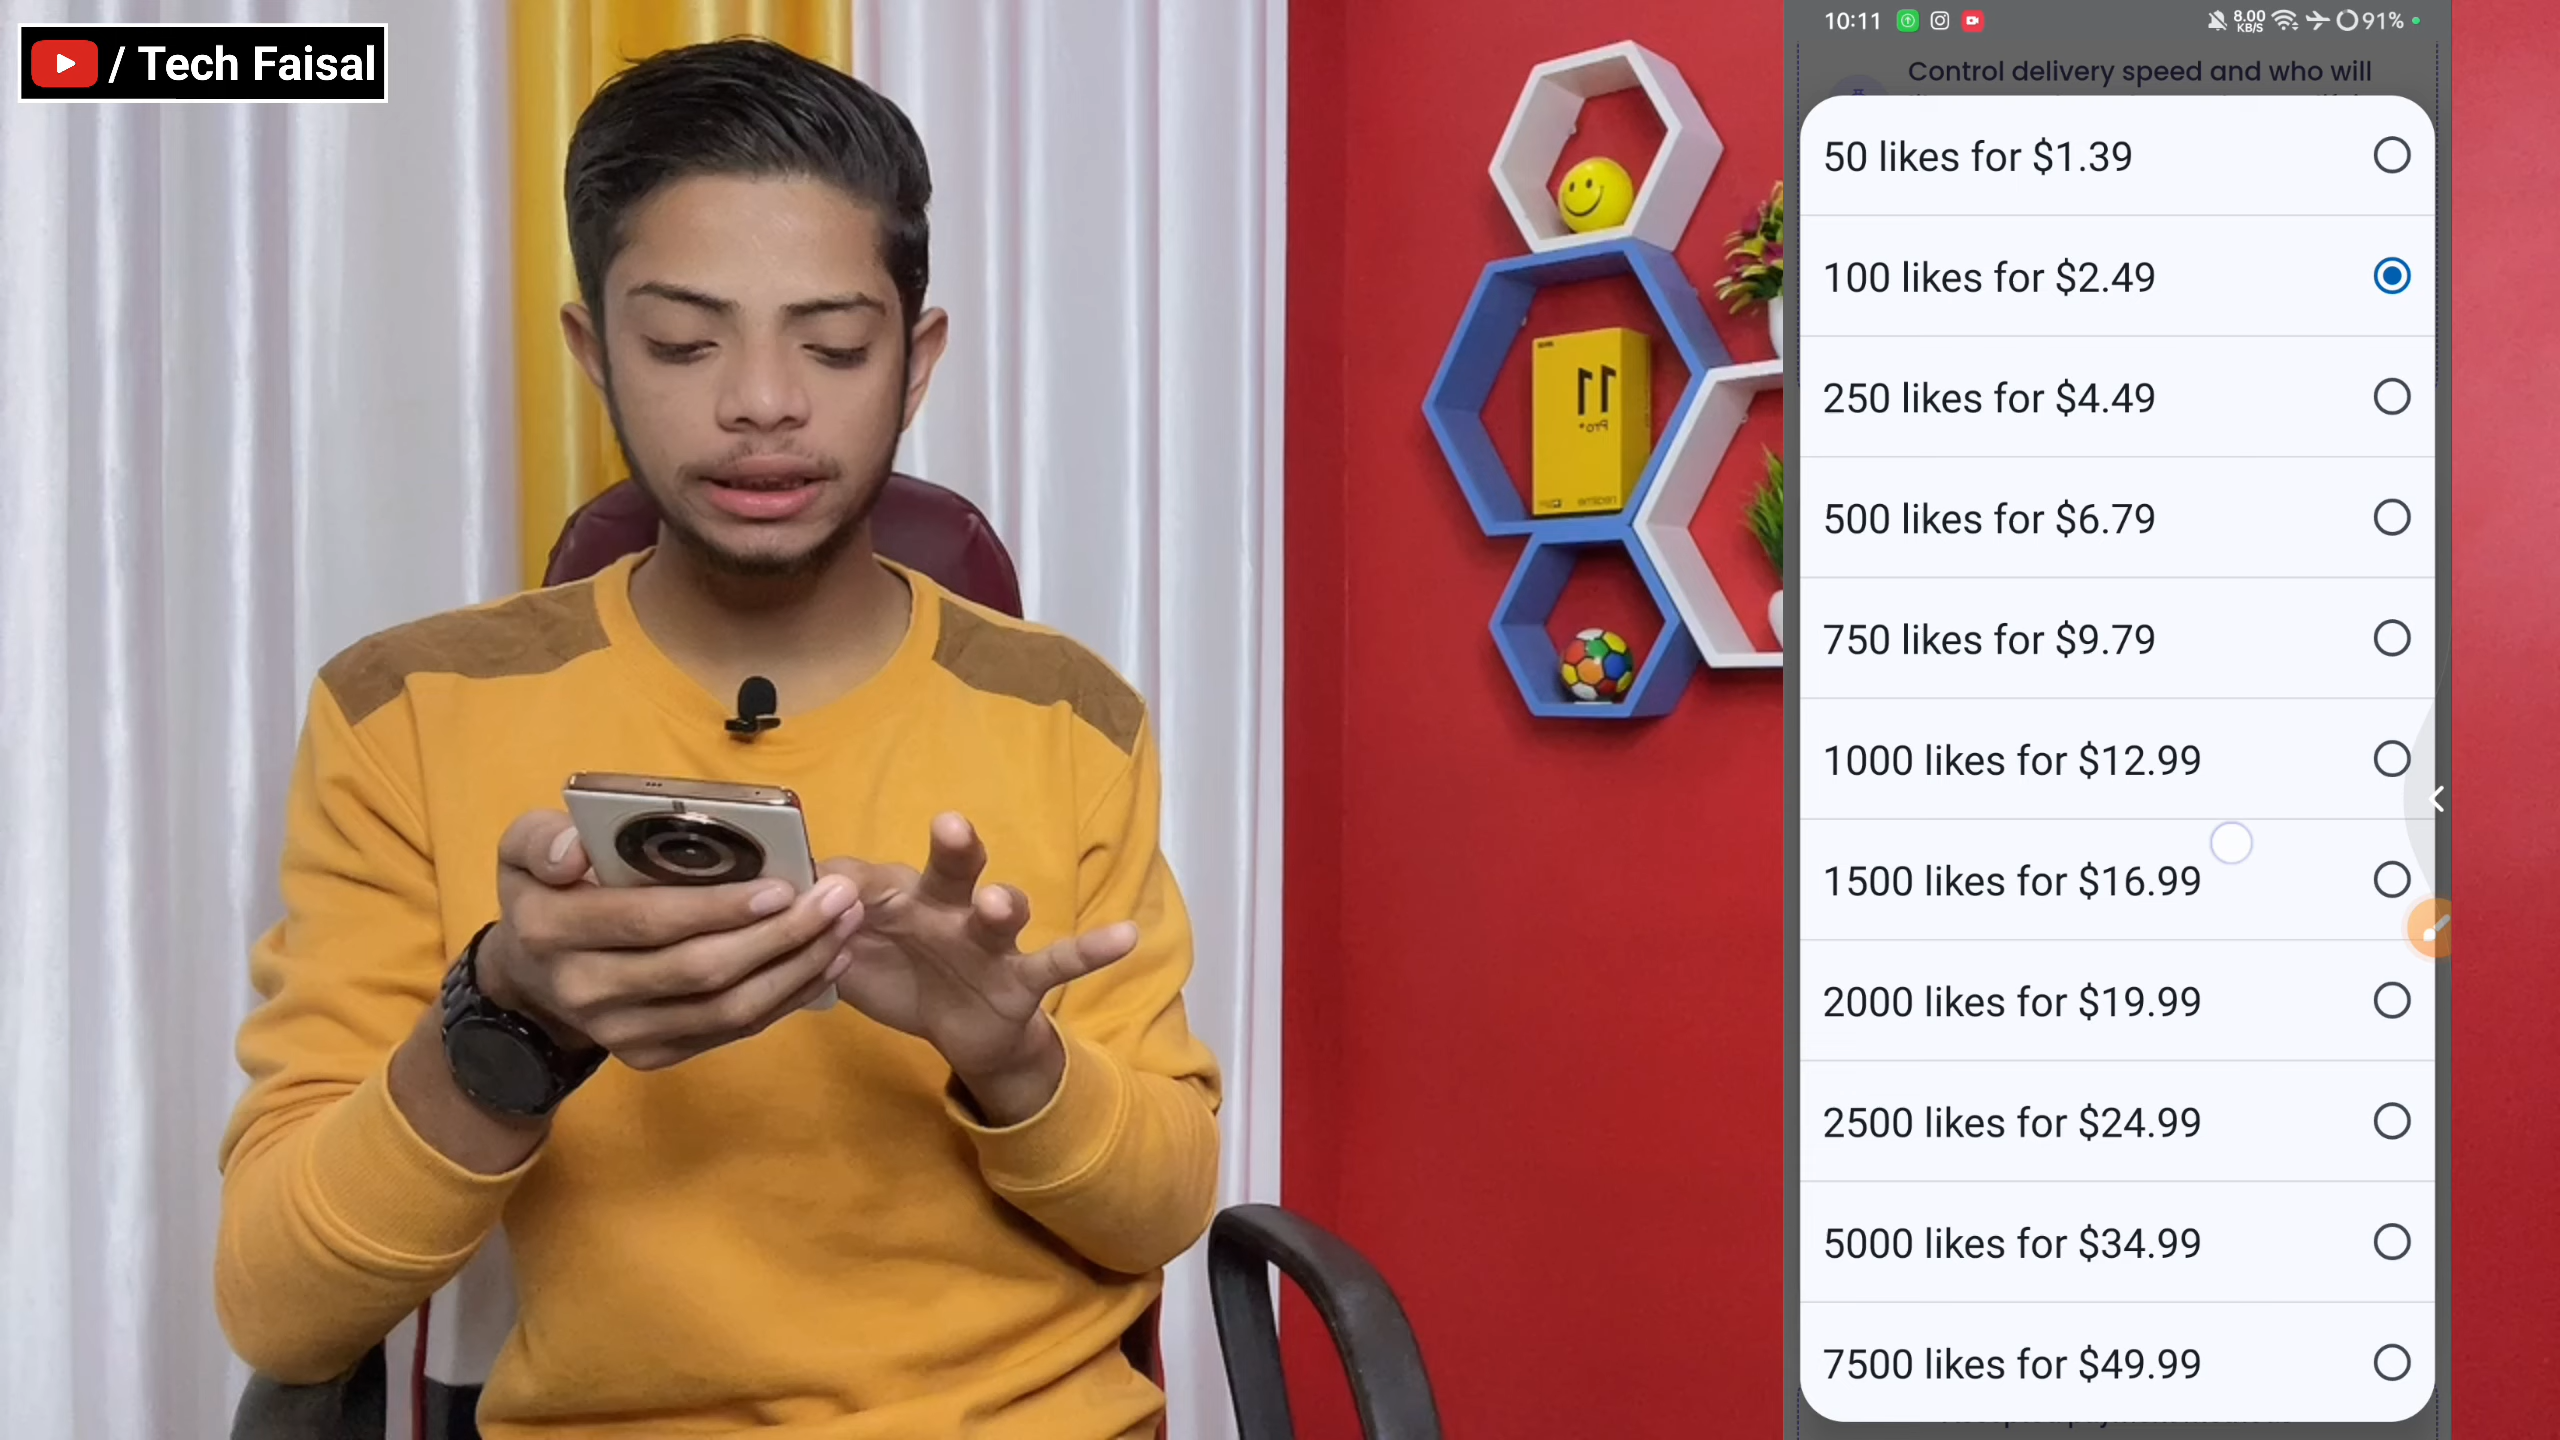 / Tech Faisal
10:11
8.00
KB/S
91%
Control delivery speed and who will
50 likes for $1.39
100 likes for $2.49
250 likes for $4.49
500 likes for $6.79
750 likes for $9.79
1000 likes for $12.99
1500 likes for $16.99
2000 likes for $19.99
2500 likes for $24.99
5000 likes for $34.99
7500 likes for $49.99
11
Pro+
realme